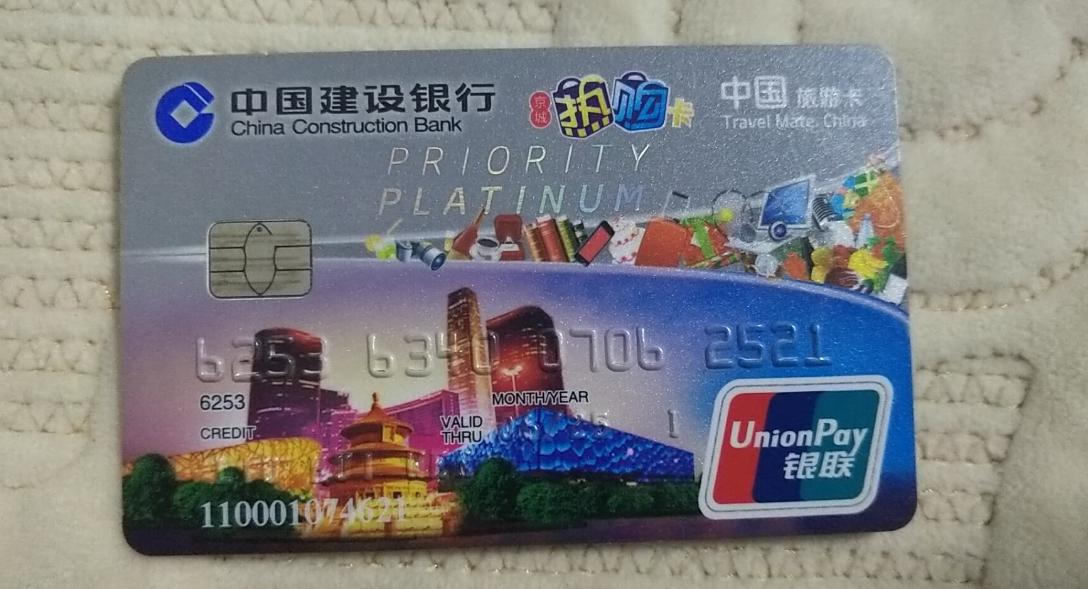 中国建设银行
China Construction Bank
京城
热购卡
中国旅游卡
Travel Mate, China
PRIORITY
PLATINUM
6253 6340 0706 2521
6253
MONTH/YEAR
CREDIT
VALID
THRU
UnionPay
银联
110001074621